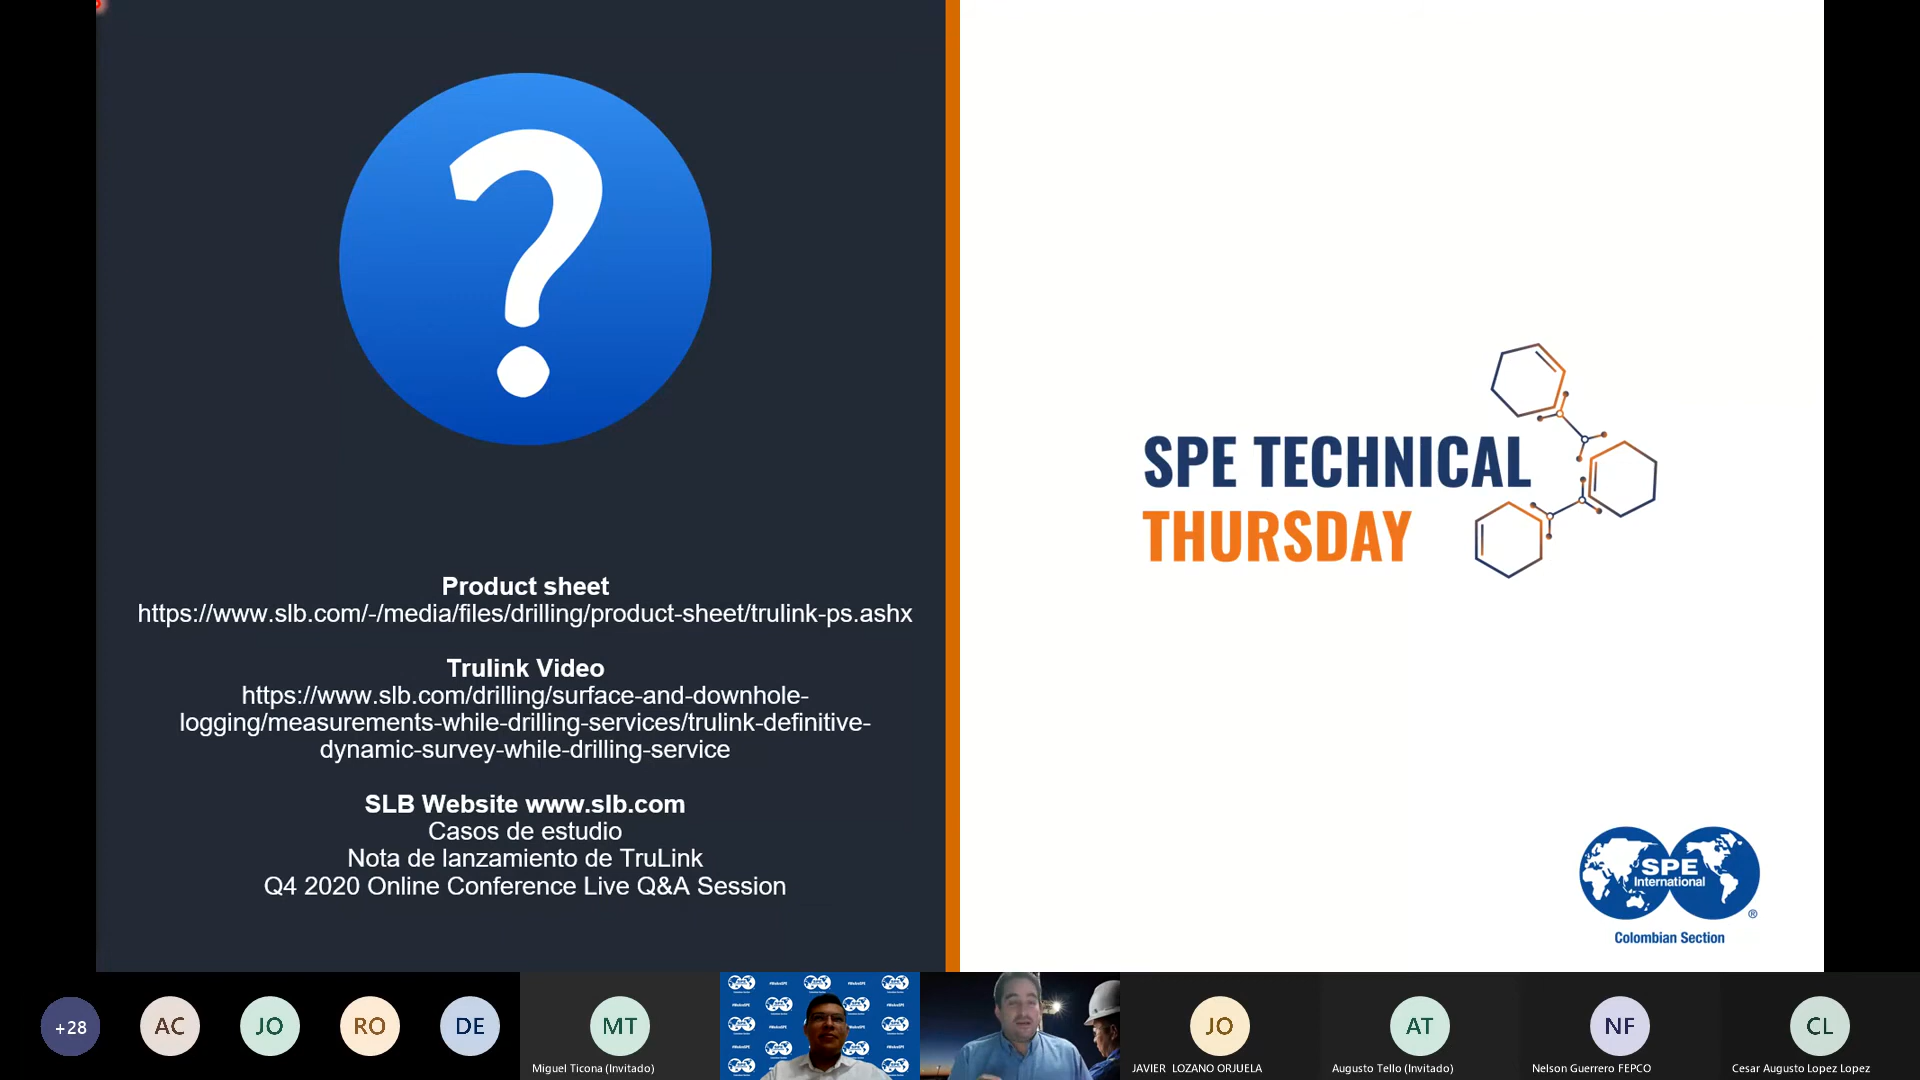 ?
Product sheet
https://www.slb.com/-/media/files/drilling/product-sheet/trulink-ps.ashx
Trulink Video
https://www.slb.com/drilling/surface-and-downhole-
logging/measurements-while-drilling-services/trulink-definitive-
dynamic-survey-while-drilling-service
SLB Website www.slb.com
Casos de estudio
Nota de lanzamiento de TruLink
Q4 2020 Online Conference Live Q&A Session
SPE TECHNICAL
THURSDAY
SPE
International
®
Colombian Section
+28
AC
JO
RO
DE
MT
Miguel Ticona (Invitado)
JO
JAVIER LOZANO ORJUELA
AT
Augusto Tello (Invitado)
NF
Nelson Guerrero FEPCO
CL
Cesar Augusto Lopez Lopez